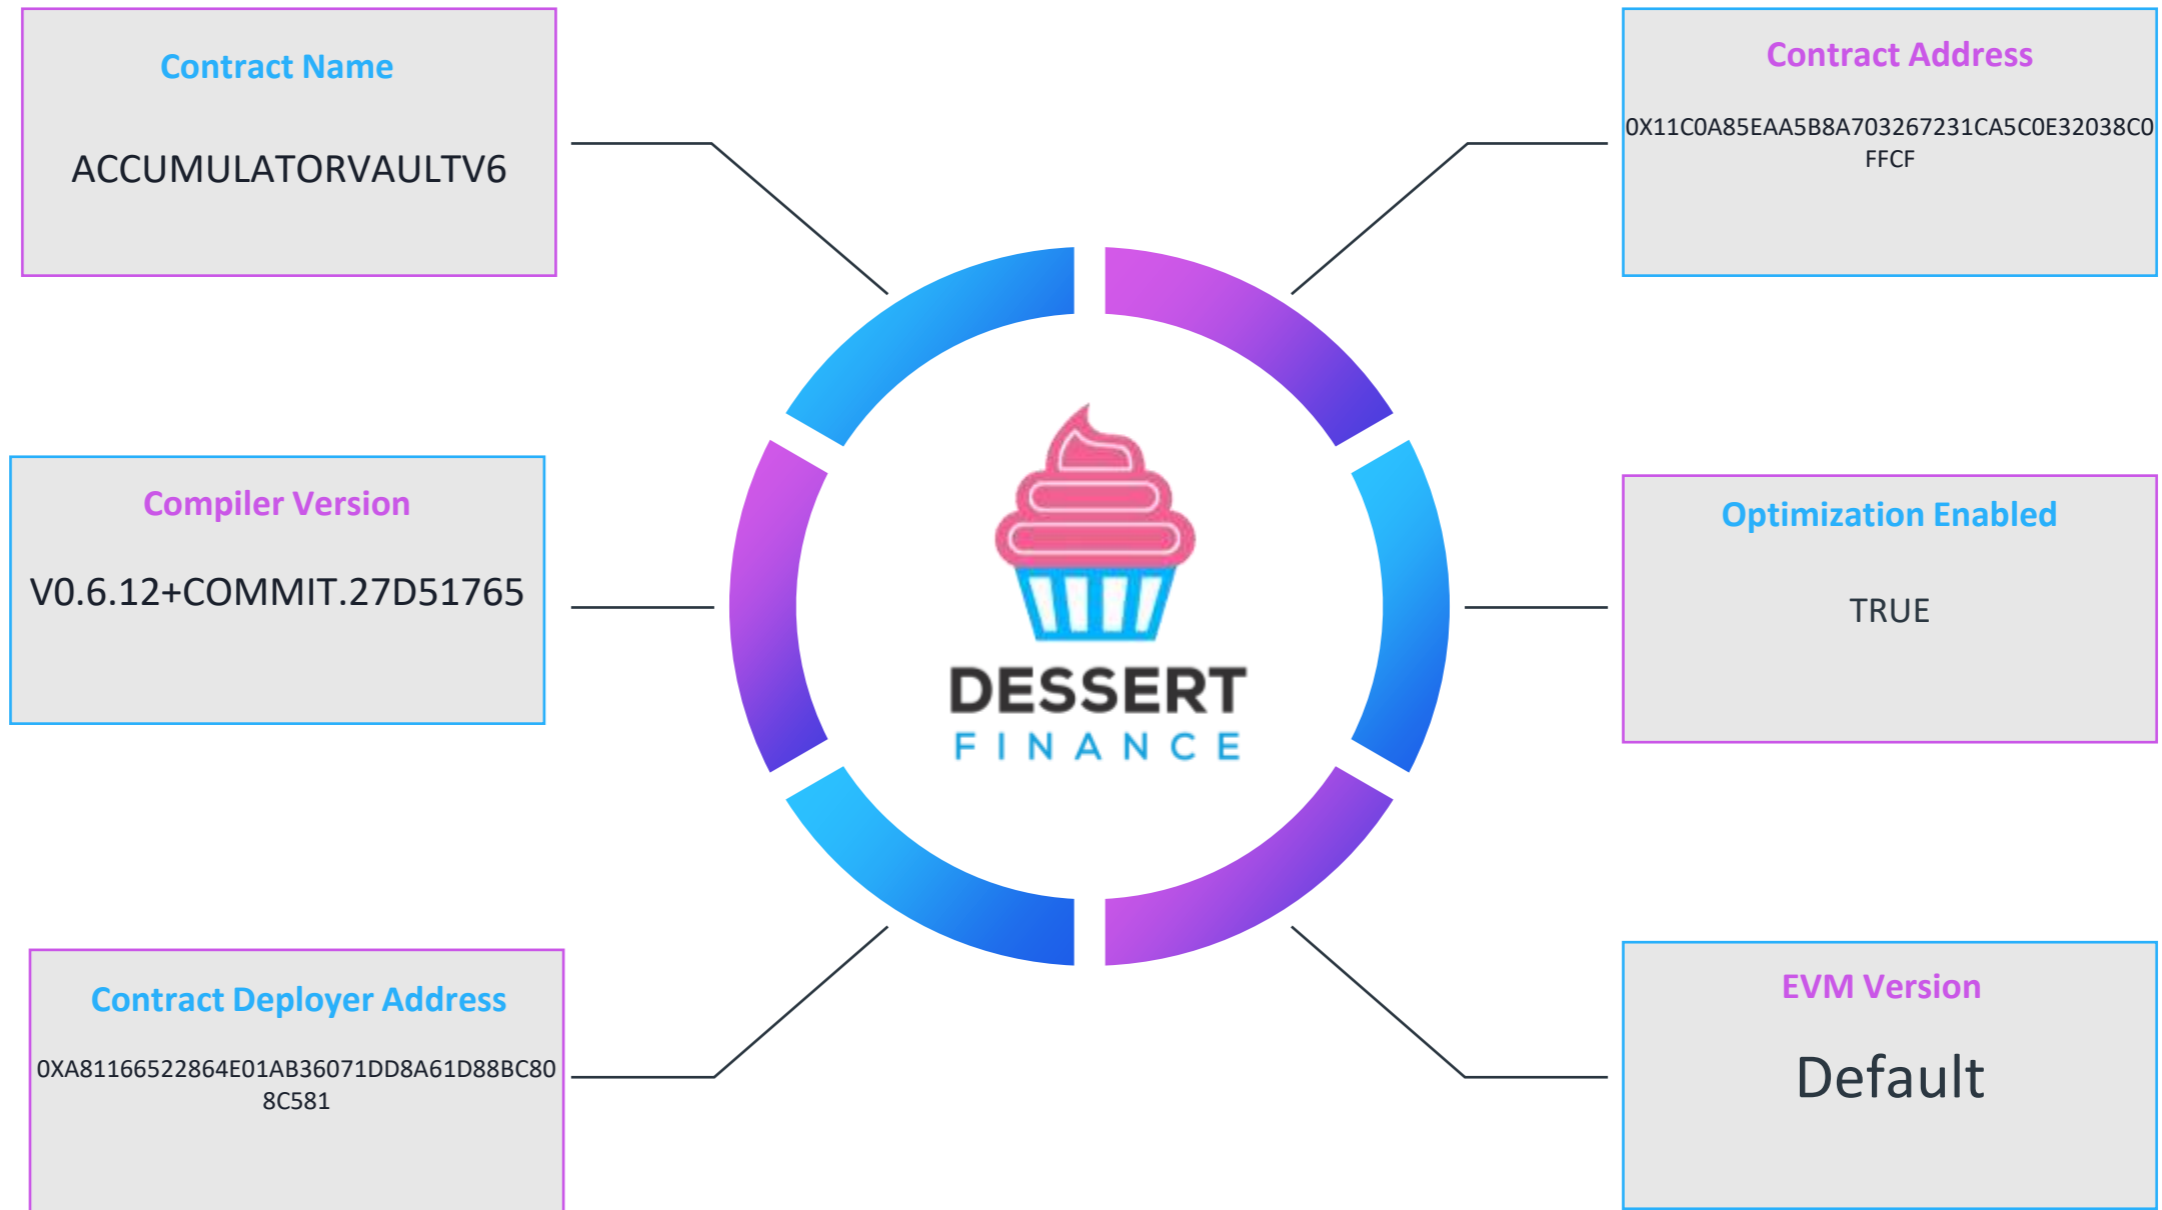 Contract Name
ACCUMULATORVAULTV6
Contract Address
0X11C0A85EAA5B8A703267231CA5C0E32038C0
FFCF
Compiler Version
V0.6.12+COMMIT.27D51765
Optimization Enabled
TRUE
DESSERT
FINANCE
Contract Deployer Address
0XA81166522864E01AB36071DD8A61D88BC80
8C581
EVM Version
Default